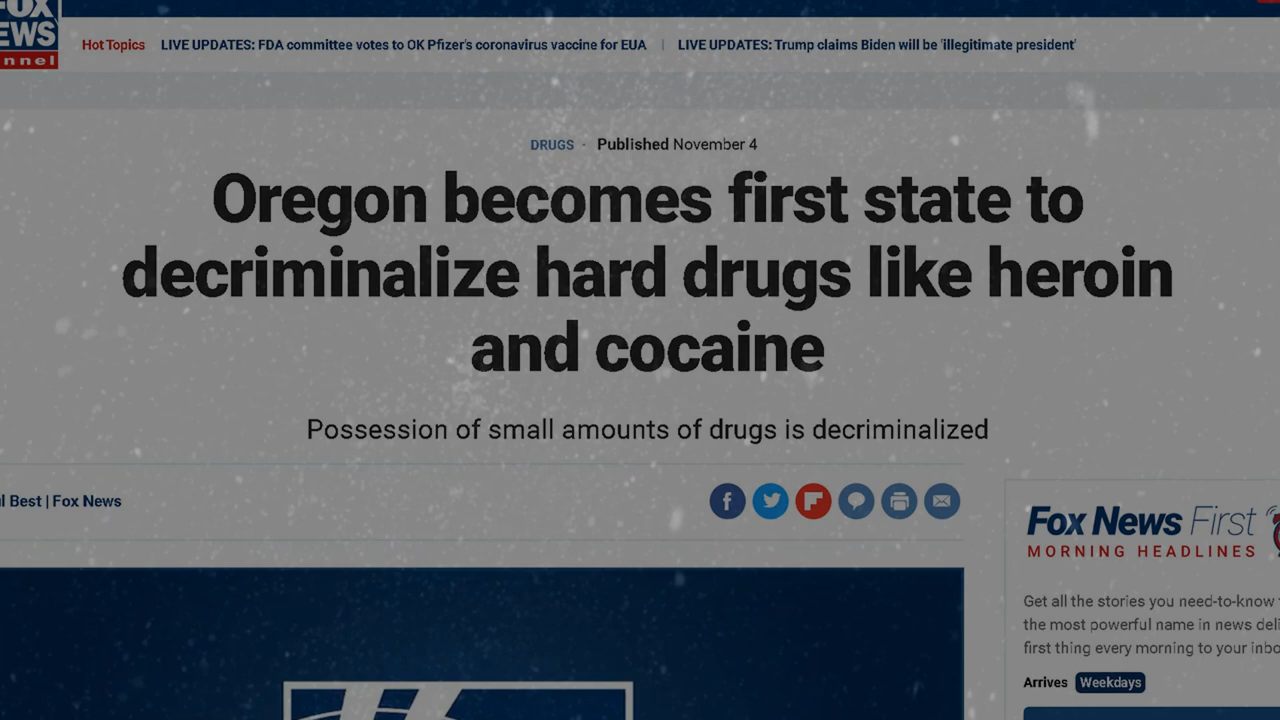 FOX
EWS
nnel
Hot Topics LIVE UPDATES: FDA committee votes to OK Pfizer's coronavirus vaccine for EUA | LIVE UPDATES: Trump claims Biden will be 'illegitimate president'
DRUGS · Published November 4
Oregon becomes first state to
decriminalize hard drugs like heroin
and cocaine
Possession of small amounts of drugs is decriminalized
l Best | Fox News
Fox News First
MORNING HEADLINES
Get all the stories you need-to-know
the most powerful name in news deli
first thing every morning to your inbo
Arrives Weekdays